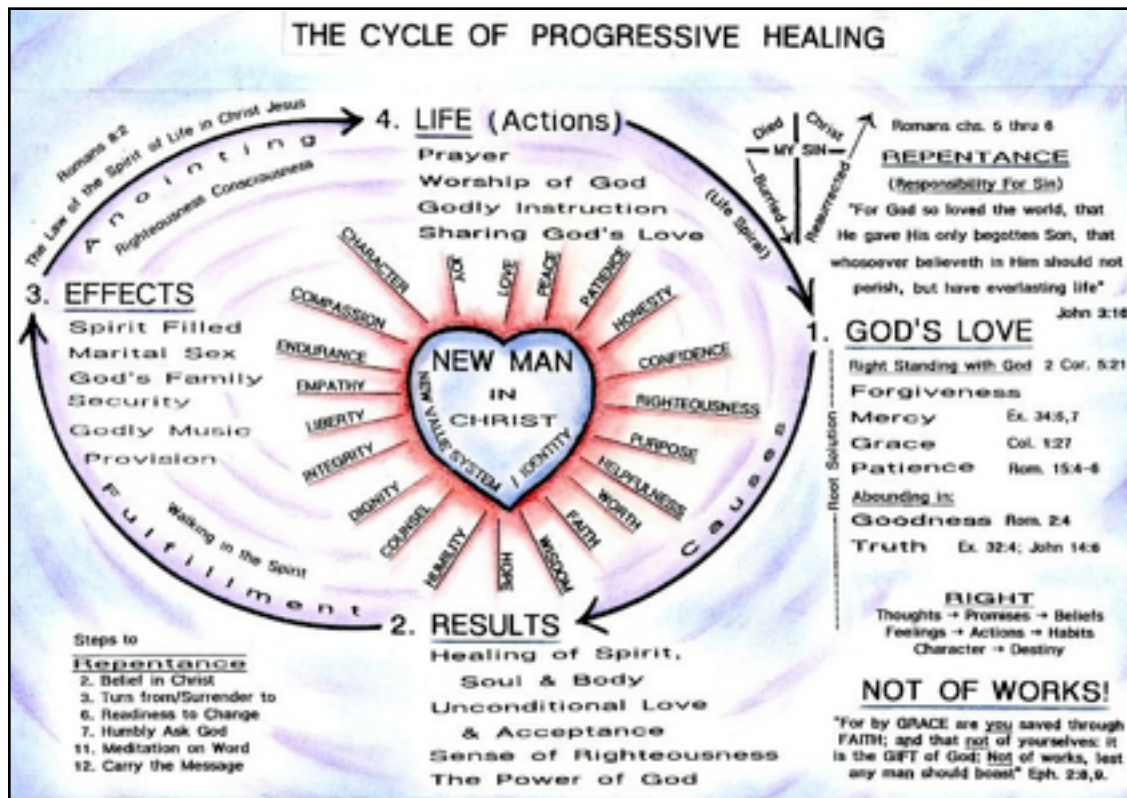 THE CYCLE OF PROGRESSIVE HEALING
Romans 8:2
The Law of the Spirit of Life in Christ Jesus
Anointing
Righteousness Consciousness
4. LIFE (Actions)
Prayer
Worship of God
Godly Instruction
Sharing God's Love
(Life Spiral)
Died
Christ
MY SIN
Burried
Resurrected
Romans chs. 5 thru 6
REPENTANCE
(Responsibility For Sin)
"For God so loved the world, that
He gave His only begotten Son, that
whosoever believeth in Him should not
perish, but have everlasting life"
John 3:16
1. GOD'S LOVE
Right Standing with God 2 Cor. 5:21
Forgiveness
Mercy Ex. 34:6,7
Grace Col. 1:27
Patience Rom. 15:4-6
Abounding in:
Goodness Rom. 2:4
Truth Ex. 32:4; John 14:6
Root Solution
Causes
RIGHT
Thoughts → Promises → Beliefs
Feelings → Actions → Habits
Character → Destiny
NOT OF WORKS!
"For by GRACE are you saved through
FAITH; and that not of yourselves: it
is the GIFT of God: Not of works, lest
any man should boast" Eph. 2:8,9.
2. RESULTS
Healing of Spirit,
Soul & Body
Unconditional Love
& Acceptance
Sense of Righteousness
The Power of God
3. EFFECTS
Spirit Filled
Marital Sex
God's Family
Security
Godly Music
Provision
Walking in the Spirit
Fulfillment
Steps to
Repentance
2. Belief in Christ
3. Turn from/Surrender to
6. Readiness to Change
7. Humbly Ask God
11. Meditation on Word
12. Carry the Message
NEW MAN
IN
CHRIST
NEW VALUE SYSTEM
IDENTITY
CHARACTER
JOY
LOVE
PEACE
PATIENCE
HONESTY
CONFIDENCE
RIGHTEOUSNESS
PURPOSE
HELPFULNESS
WORTH
FAITH
WISDOM
HOPE
HUMILITY
COUNSEL
DIGNITY
INTEGRITY
LIBERTY
EMPATHY
ENDURANCE
COMPASSION